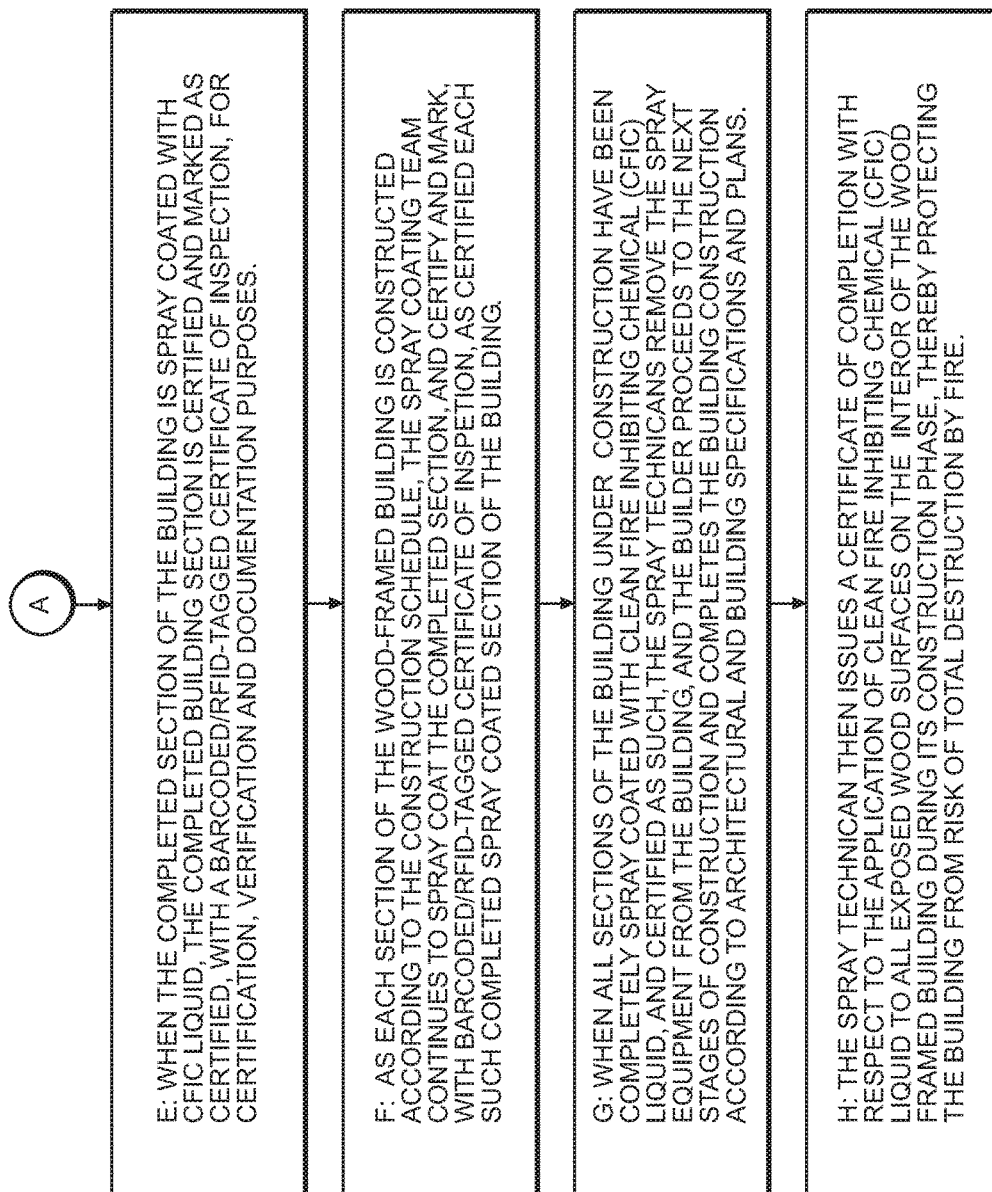 A
E: WHEN THE COMPLETED SECTION OF THE BUILDING IS SPRAY COATED WITH
CFIC LIQUID, THE COMPLETED BUILDING SECTION IS CERTIFIED AND MARKED AS
CERTIFIED, WITH A BARCODED/RFID-TAGGED CERTIFICATE OF INSPECTION, FOR
CERTIFICATION, VERIFICATION AND DOCUMENTATION PURPOSES.
F: AS EACH SECTION OF THE WOOD-FRAMED BUILDING IS CONSTRUCTED
ACCORDING TO THE CONSTRUCTION SCHEDULE, THE SPRAY COATING TEAM
CONTINUES TO SPRAY COAT THE COMPLETED SECTION, AND CERTIFY AND MARK,
WITH BARCODED/RFID-TAGGED CERTIFICATE OF INSPETION, AS CERTIFIED EACH
SUCH COMPLETED SPRAY COATED SECTION OF THE BUILDING.
G: WHEN ALL SECTIONS OF THE BUILDING UNDER CONSTRUCTION HAVE BEEN
COMPLETELY SPRAY COATED WITH CLEAN FIRE INHIBITING CHEMICAL (CFIC)
LIQUID, AND CERTIFIED AS SUCH, THE SPRAY TECHNICANS REMOVE THE SPRAY
EQUIPMENT FROM THE BUILDING, AND THE BUILDER PROCEEDS TO THE NEXT
STAGES OF CONSTRUCTION AND COMPLETES THE BUILDING CONSTRUCTION
ACCORDING TO ARCHITECTURAL AND BUILDING SPECIFICATIONS AND PLANS.
H: THE SPRAY TECHNICAN THEN ISSUES A CERTIFICATE OF COMPLETION WITH
RESPECT TO THE APPLICATION OF CLEAN FIRE INHIBITING CHEMICAL (CFIC)
LIQUID TO ALL EXPOSED WOOD SURFACES ON THE INTEROR OF THE WOOD
FRAMED BUILDING DURING ITS CONSTRUCTION PHASE, THEREBY PROTECTING
THE BUILDING FROM RISK OF TOTAL DESTRUCTION BY FIRE.